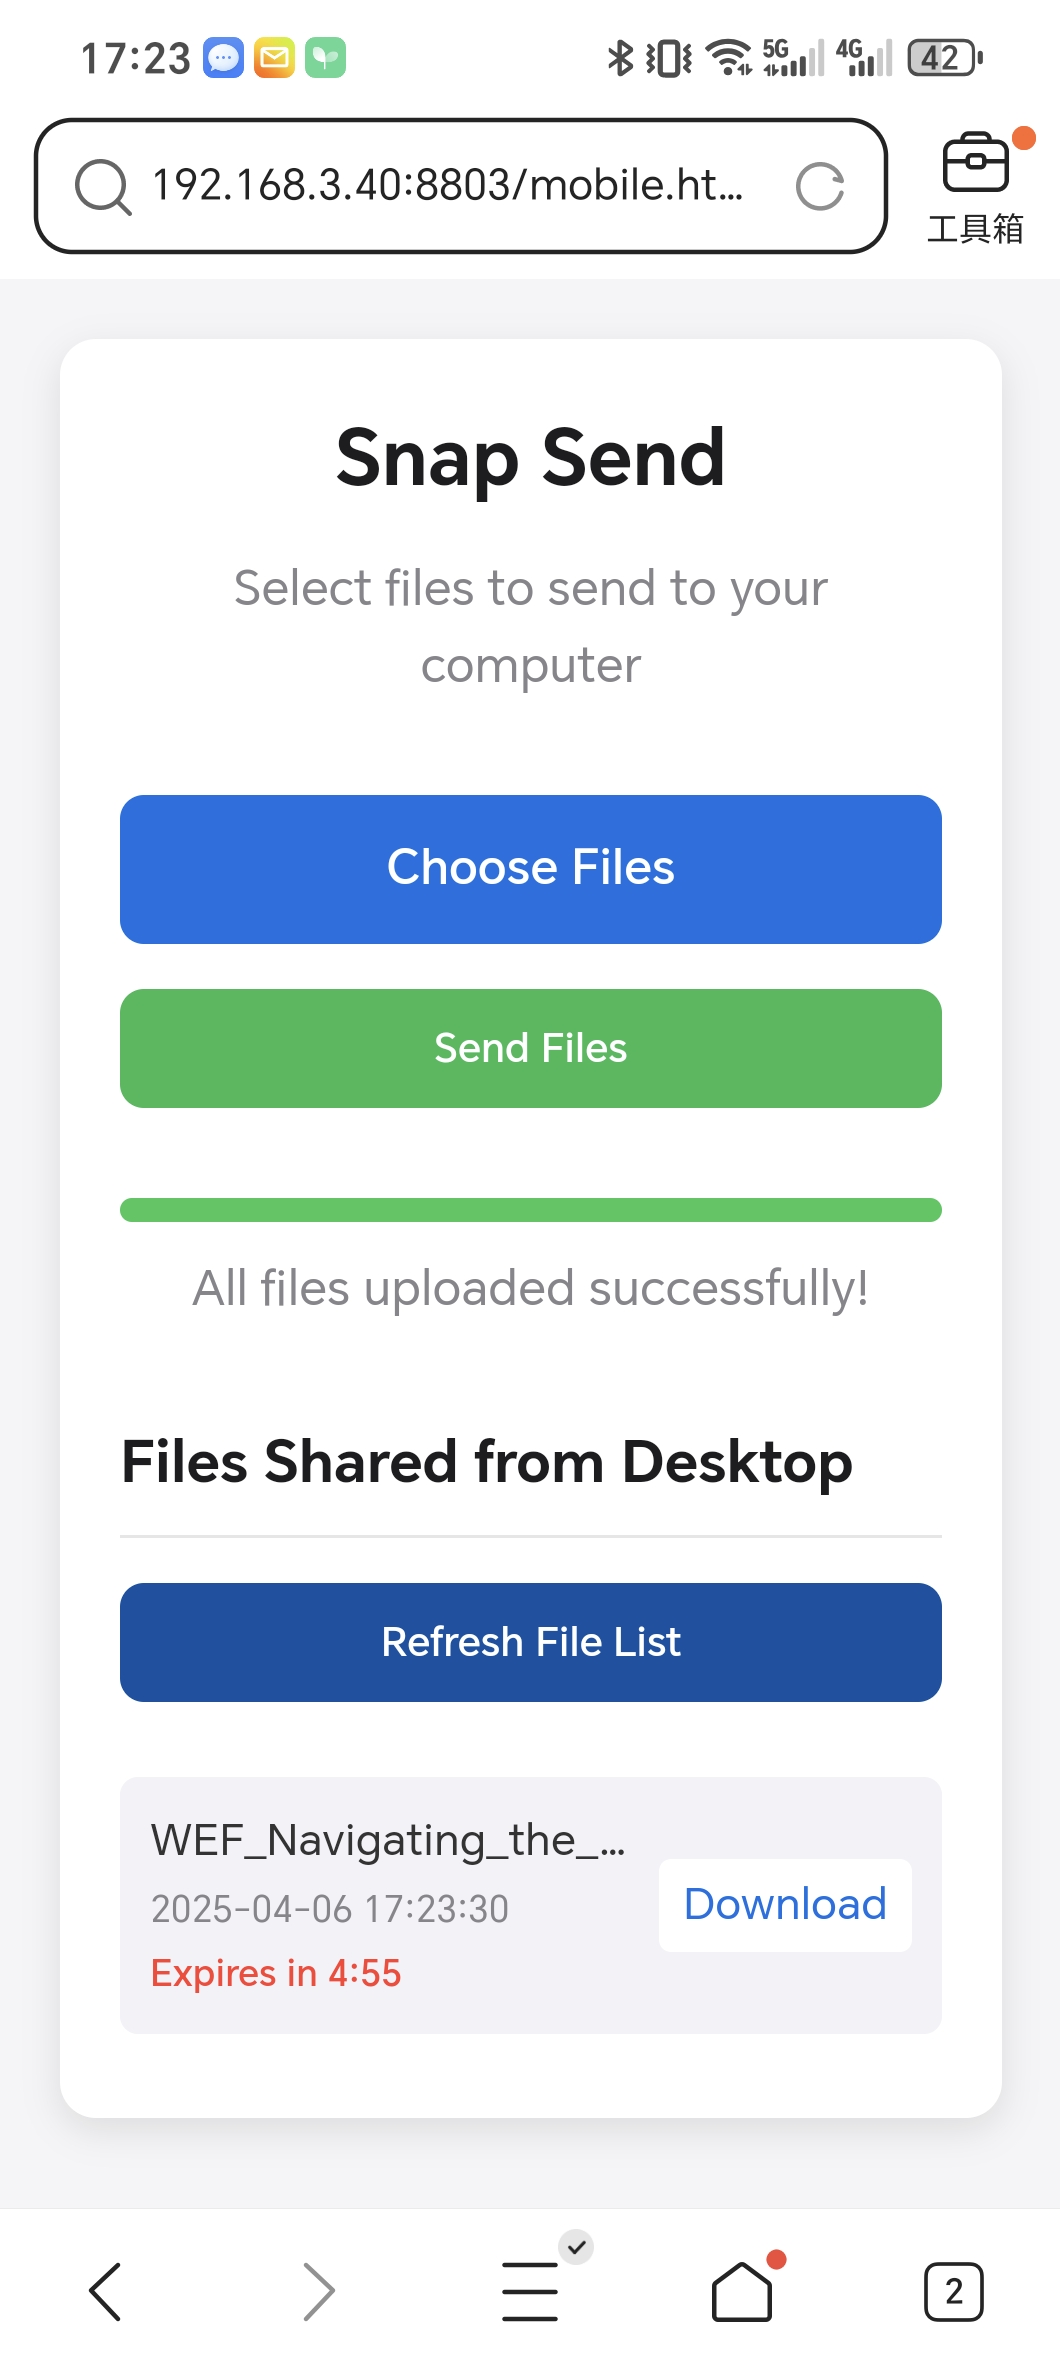 17:23
5G 4G 42
192.168.3.40:8803/mobile.ht...
工具箱
Snap Send
Select files to send to your
computer
Choose Files
Send Files
All files uploaded successfully!
Files Shared from Desktop
Refresh File List
WEF_Navigating_the_...
2025-04-06 17:23:30
Expires in 4:55
Download
2